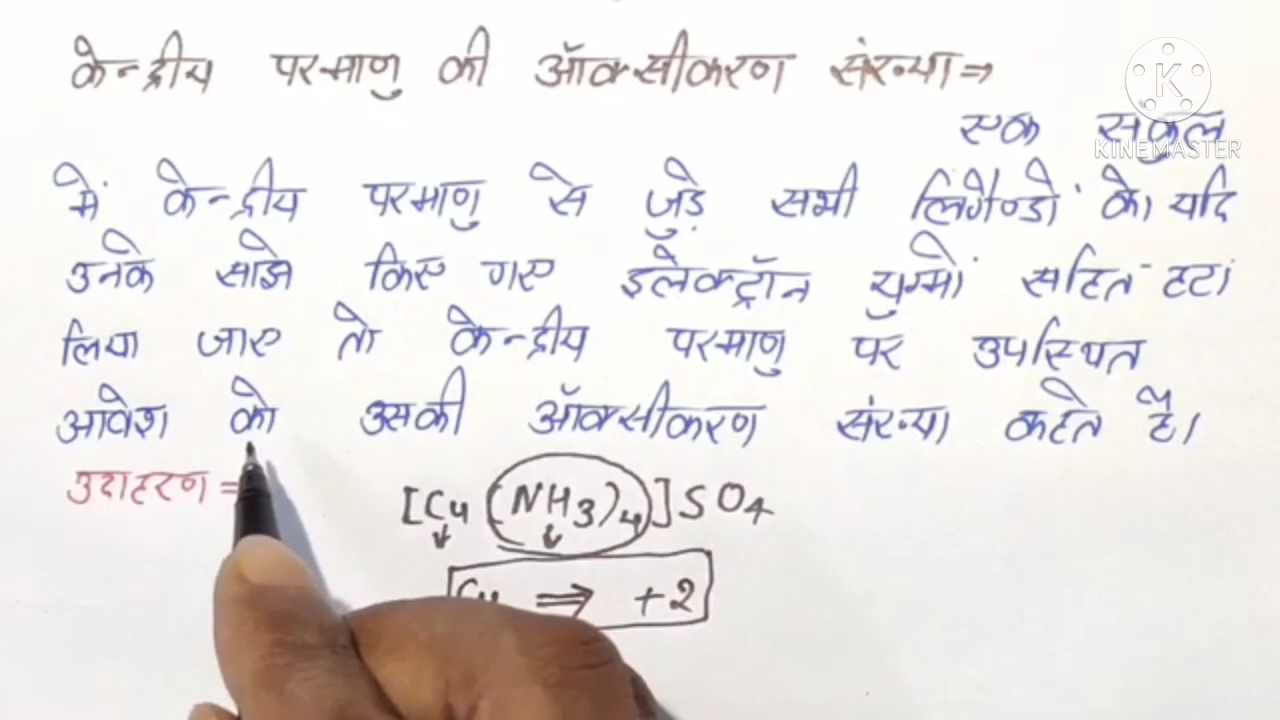 केन्द्रीय परमाणु की ऑक्सीकरण संख्या ⇒
एक संकुल
में केन्द्रीय परमाणु से जुड़े सभी लिगैण्डों को यदि
उनके साझे किए गए इलेक्ट्रॉन युग्मों सहित हटा
लिया जाए तो केन्द्रीय परमाणु पर उपस्थित
आवेश को उसकी ऑक्सीकरण संख्या कहते है।
उदाहरण =
[Cu(NH3)4]SO4
Cu ⇒ +2
K
KINEMASTER